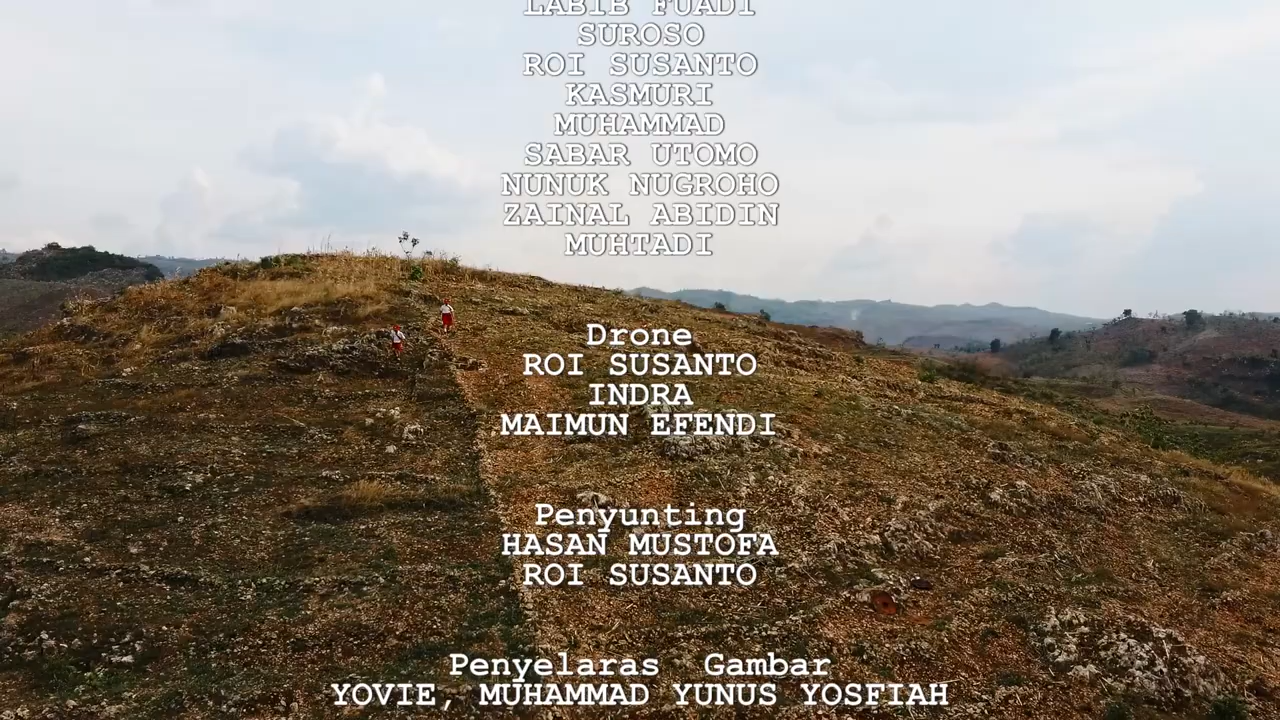 LABIB FUADI
SUROSO
ROI SUSANTO
KASMURI
MUHAMMAD
SABAR UTOMO
NUNUK NUGROHO
ZAINAL ABIDIN
MUHTADI
Drone
ROI SUSANTO
INDRA
MAIMUN EFENDI
Penyunting
HASAN MUSTOFA
ROI SUSANTO
Penyelaras Gambar
YOVIE, MUHAMMAD YUNUS YOSFIAH